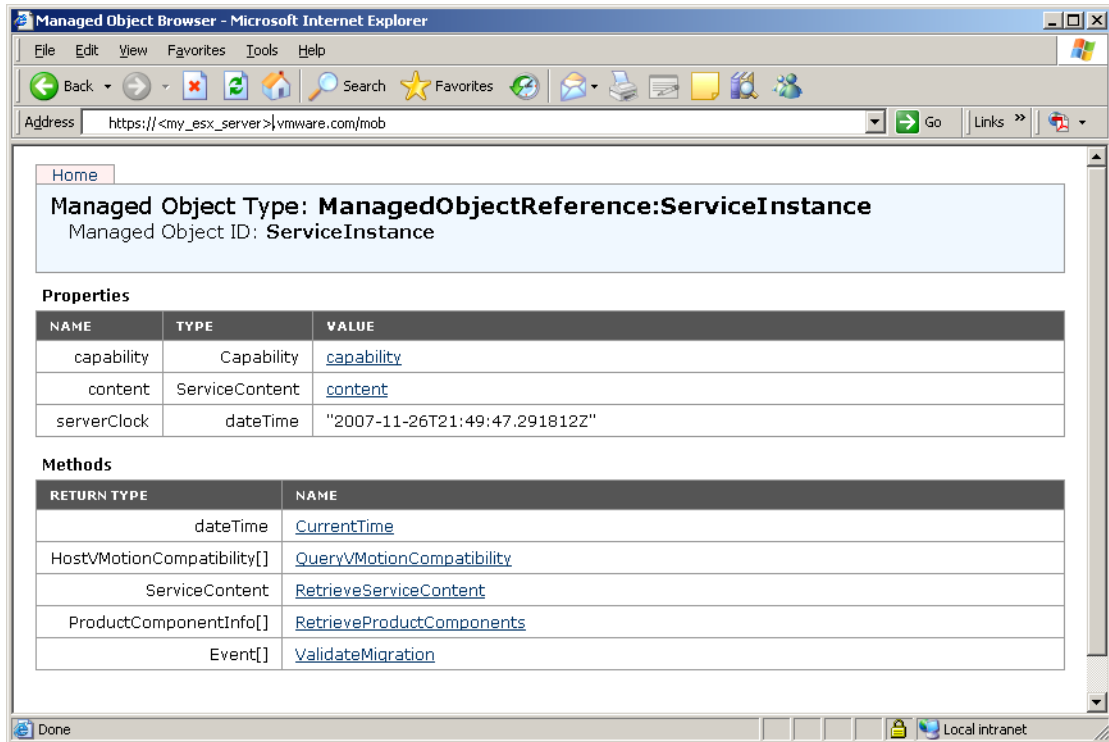 Managed Object Browser - Microsoft Internet Explorer
File Edit View Favorites Tools Help
Back Search Favorites
Address https://<my_esx_server>.vmware.com/mob Go Links »
Home
Managed Object Type: ManagedObjectReference:ServiceInstance
Managed Object ID: ServiceInstance
Properties
NAME TYPE VALUE
capability Capability capability
content ServiceContent content
serverClock dateTime "2007-11-26T21:49:47.291812Z"
Methods
RETURN TYPE NAME
dateTime CurrentTime
HostVMotionCompatibility[] QueryVMotionCompatibility
ServiceContent RetrieveServiceContent
ProductComponentInfo[] RetrieveProductComponents
Event[] ValidateMigration
Done Local intranet